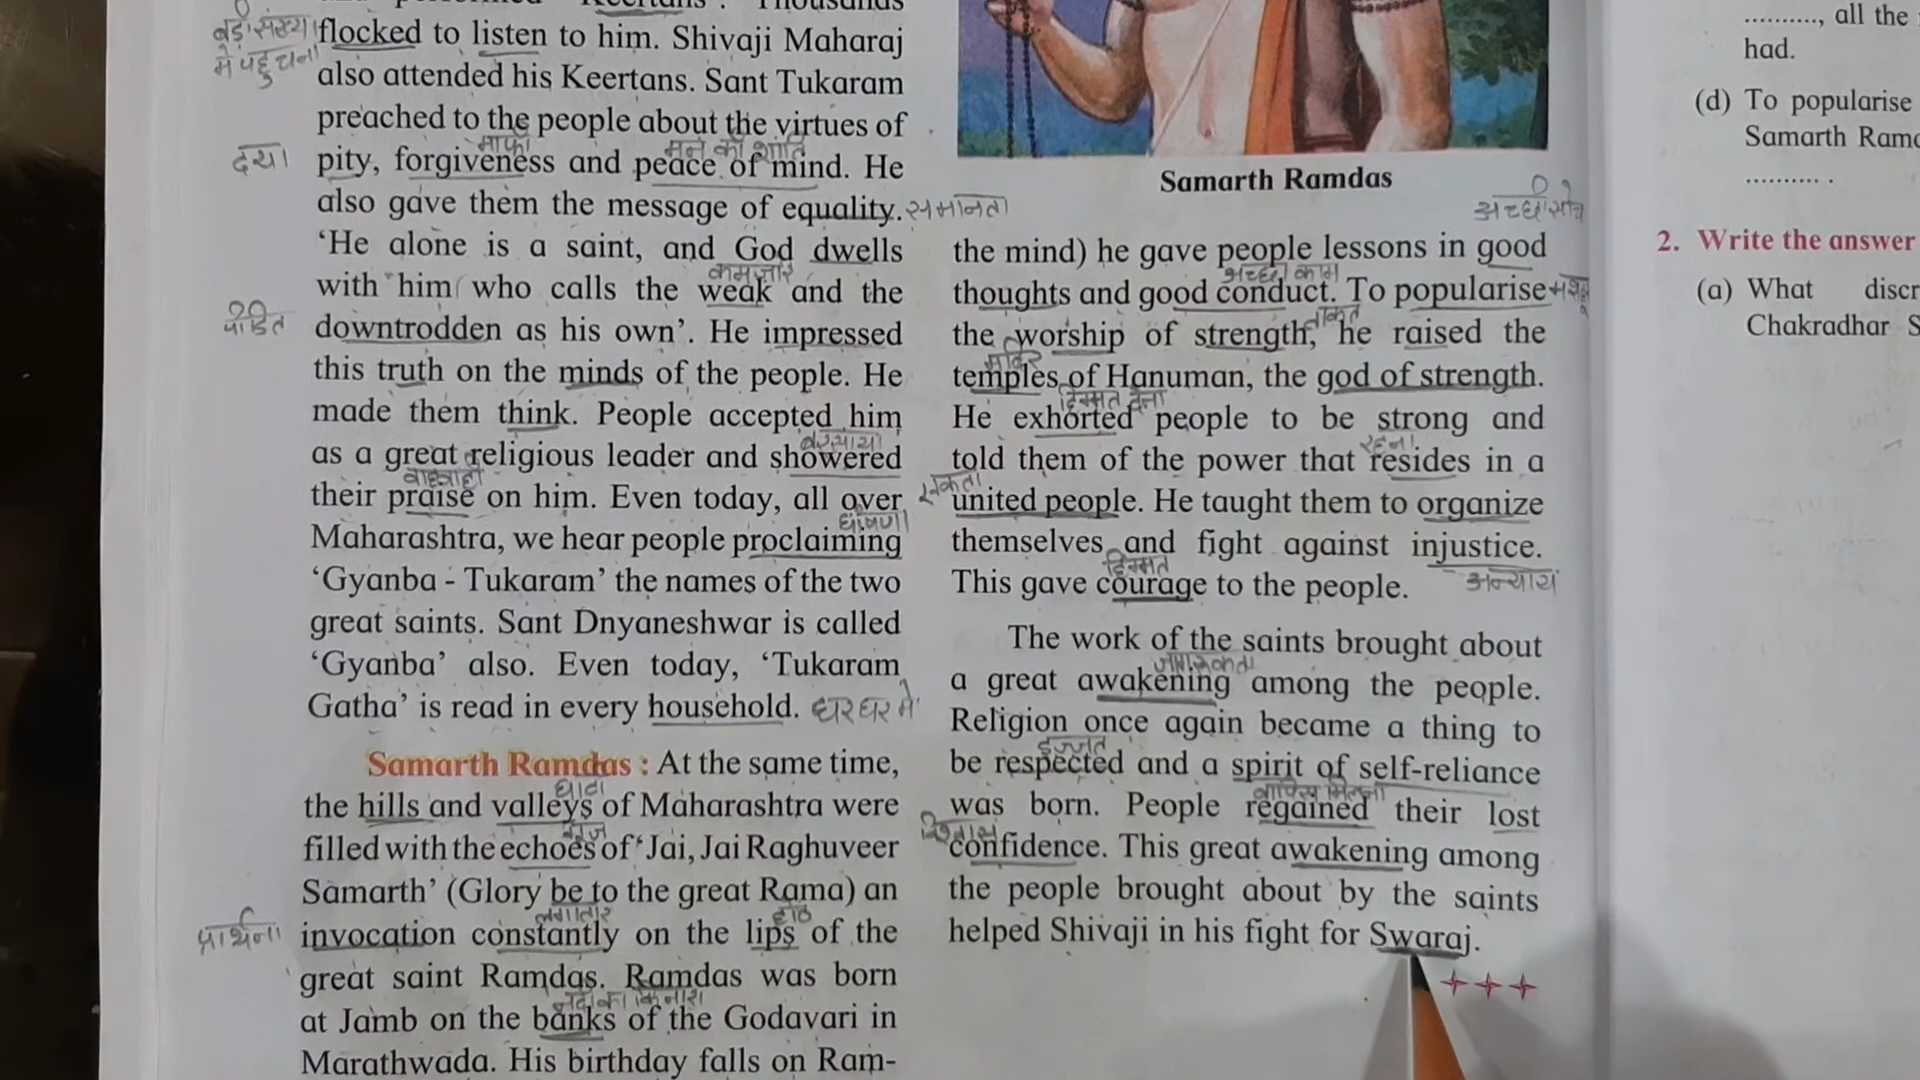 Thousands
बड़ी संख्या
में पहुँचना
flocked to listen to him. Shivaji Maharaj
also attended his Keertans. Sant Tukaram
preached to the people about the virtues of
माफी मन की शांति
दया
pity, forgiveness and peace of mind. He
also gave them the message of equality. समानता
'He alone is a saint, and God dwells
कमजोर
with him who calls the weak and the
पीड़ित
downtrodden as his own'. He impressed
this truth on the minds of the people. He
made them think. People accepted him
as a great religious leader and showered
वाहवाही
their praise on him. Even today, all over
घोषणा
Maharashtra, we hear people proclaiming
'Gyanba - Tukaram' the names of the two
great saints. Sant Dnyaneshwar is called
'Gyanba' also. Even today, 'Tukaram
Gatha' is read in every household. घर घर में
Samarth Ramdas : At the same time,
घाटी
the hills and valleys of Maharashtra were
गूंज
filled with the echoes of 'Jai, Jai Raghuveer
Samarth' (Glory be to the great Rama) an
लगातार होठ
प्रार्थना
invocation constantly on the lips of the
great saint Ramdas. Ramdas was born
नदी का किनारा
at Jamb on the banks of the Godavari in
Marathwada. His birthday falls on Ram-
Samarth Ramdas
अच्छी सोच
the mind) he gave people lessons in good
अच्छा काम
thoughts and good conduct. To popularise
ताकत
the worship of strength, he raised the
मंदिर
temples of Hanuman, the god of strength.
हिम्मत देना
He exhorted people to be strong and
रहना
told them of the power that resides in a
एकता
united people. He taught them to organize
themselves and fight against injustice.
हिम्मत
This gave courage to the people. अन्याय
The work of the saints brought about
जागरूकता
a great awakening among the people.
Religion once again became a thing to
इज्जत
be respected and a spirit of self-reliance
वापिस मिलना
was born. People regained their lost
विश्वास
confidence. This great awakening among
the people brought about by the saints
helped Shivaji in his fight for Swaraj.
.........., all the
had.
(d) To popularise
Samarth
.......... .
2. Write the answer
(a) What
Chakradhar